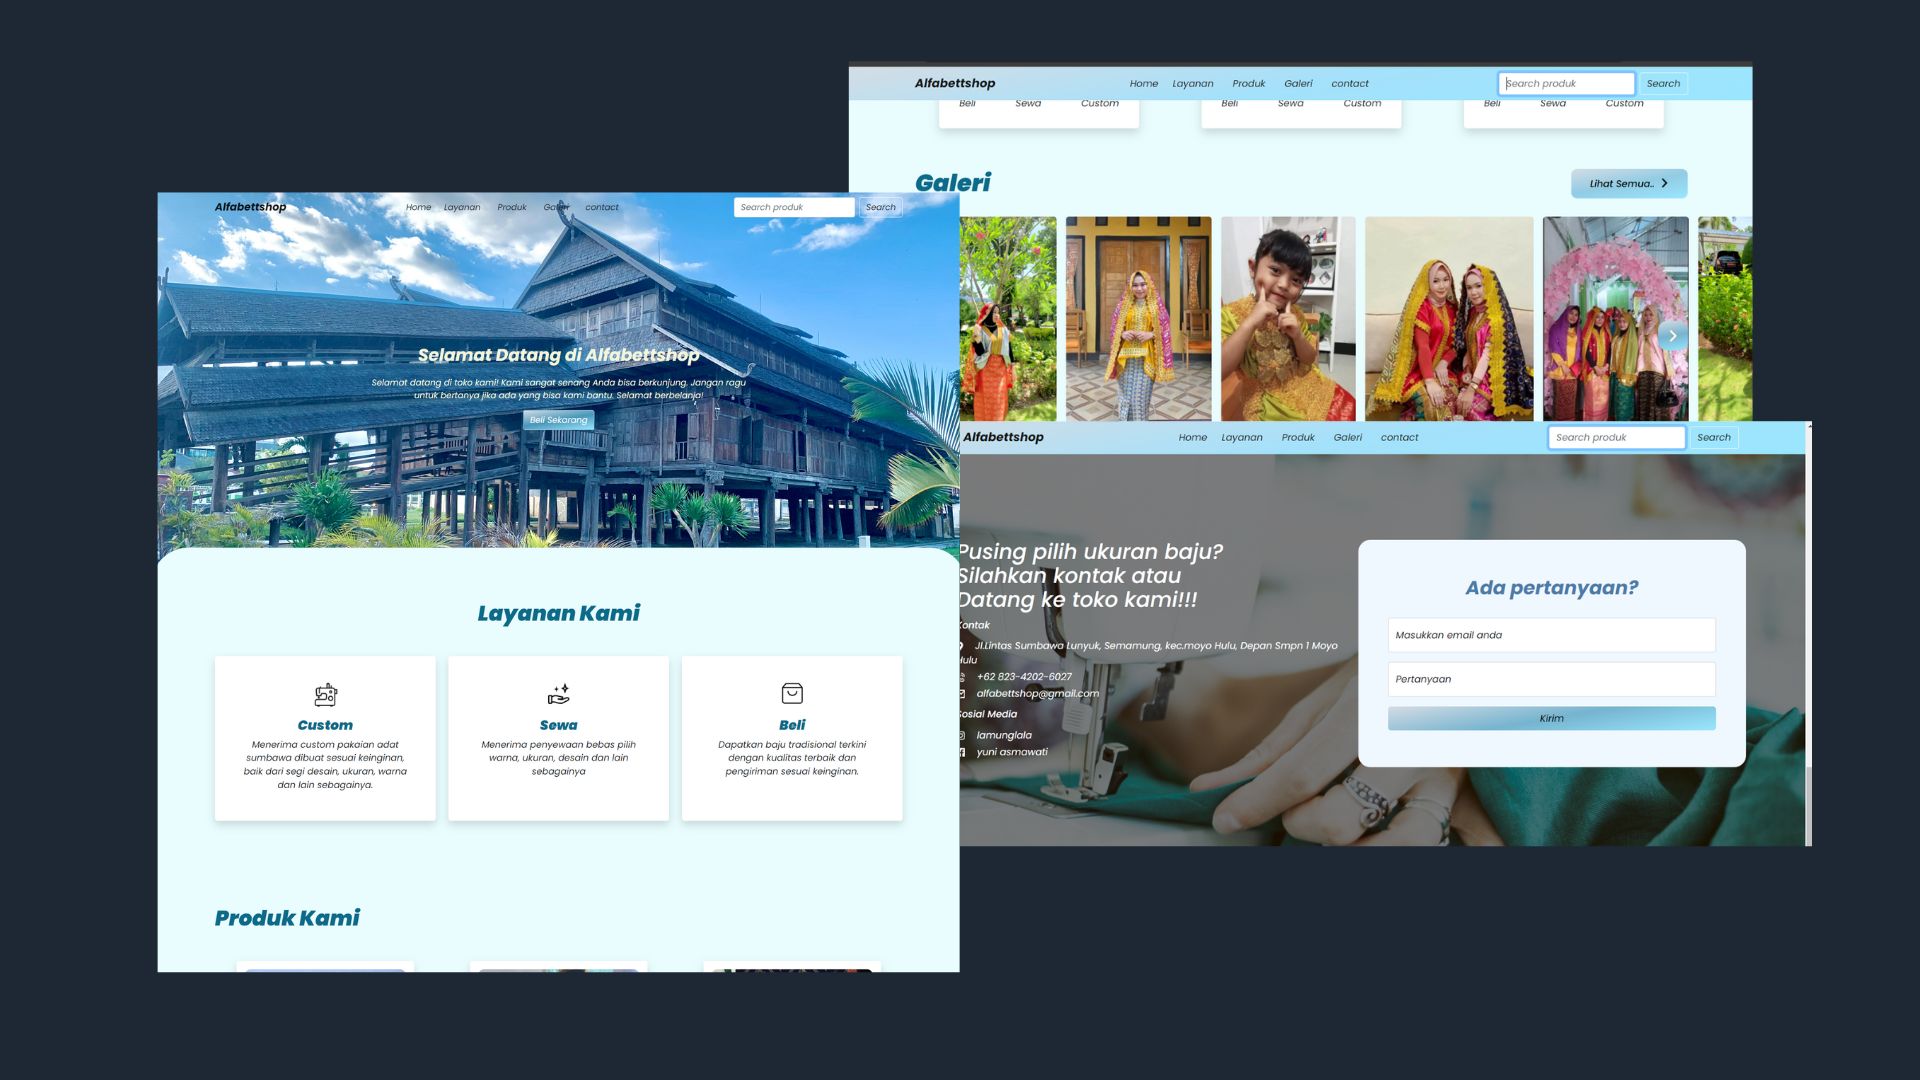 Alfabettshop
Home Layanan Produk Galeri contact
Search produk
Search
Selamat Datang di Alfabettshop
Selamat datang di toko kami! Kami sangat senang Anda bisa berkunjung. Jangan ragu
untuk bertanya jika ada yang bisa kami bantu. Selamat berbelanja!
Beli Sekarang
Layanan Kami
Custom
Menerima custom pakaian adat
sumbawa dibuat sesuai keinginan,
baik dari segi desain, ukuran, warna
dan lain sebagainya.
Sewa
Menerima penyewaan bebas pilih
warna, ukuran, desain dan lain
sebagainya
Beli
Dapatkan baju tradisional terkini
dengan kualitas terbaik dan
pengiriman sesuai keinginan.
Produk Kami
Alfabettshop
Home Layanan Produk Galeri contact
Search produk
Search
Beli Sewa Custom
Beli Sewa Custom
Beli Sewa Custom
Galeri
Lihat Semua..
Alfabettshop
Home Layanan Produk Galeri contact
Search produk
Search
Pusing pilih ukuran baju?
Silahkan kontak atau
Datang ke toko kami!!!
Kontak
Jl.Lintas Sumbawa Lunyuk, Semamung, kec.moyo Hulu, Depan Smpn 1 Moyo
Hulu
+62 823-4202-6027
alfabettshop@gmail.com
Sosial Media
lamunglala
yuni asmawati
Ada pertanyaan?
Masukkan email anda
Pertanyaan
Kirim